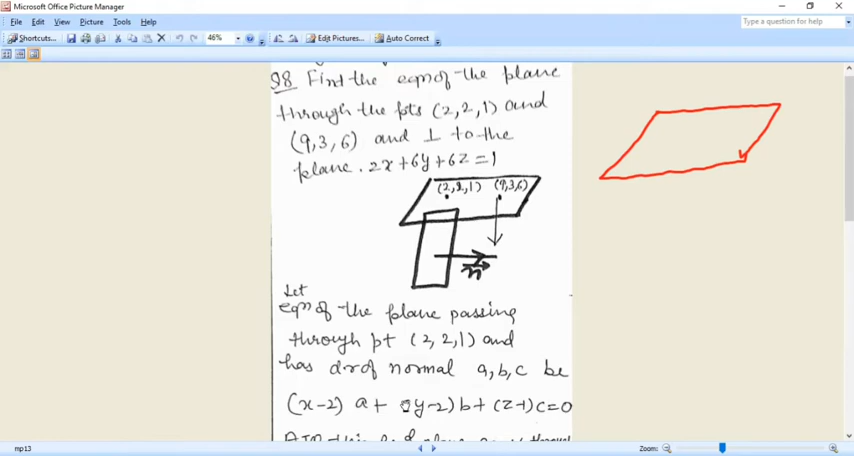 Microsoft Office Picture Manager
File Edit View Picture Tools Help
Type a question for help
Shortcuts... 46% Edit Pictures... Auto Correct
Q8 Find the eqn of the plane
through the pts (2,2,1) and
(9,3,6) and ⊥ to the
plane. 2x+6y+6z=1
(2,2,1) (9,3,6)
n
Let
eqn of the plane passing
through pt (2,2,1) and
has dr of normal a,b,c be
(x-2) a + (y-2)b + (z-1)c=0
mp13 Zoom: